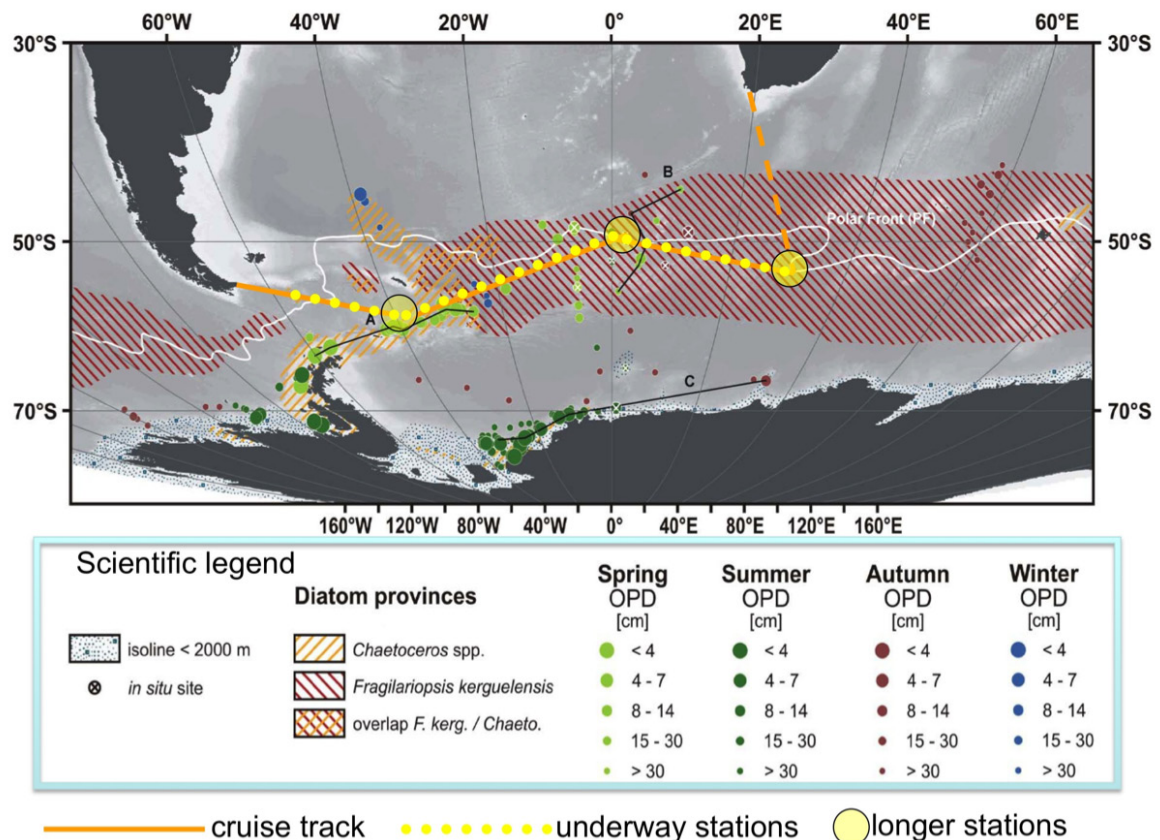 60°W 40°W 20°W 0° 20°E 40°E 60°E
30°S 30°S
B
Polar Front (PF)
50°S 50°S
A
C
70°S 70°S
160°W 120°W 80°W 40°W 0° 40°E 80°E 120°E 160°E
Scientific legend
Diatom provinces
isoline < 2000 m
in situ site
Chaetoceros spp.
Fragilariopsis kerguelensis
overlap F. kerg. / Chaeto.
Spring Summer Autumn Winter
OPD OPD OPD OPD
[cm] [cm] [cm] [cm]
< 4 < 4 < 4 < 4
4 - 7 4 - 7 4 - 7 4 - 7
8 - 14 8 - 14 8 - 14 8 - 14
15 - 30 15 - 30 15 - 30 15 - 30
> 30 > 30 > 30 > 30
cruise track underway stations longer stations